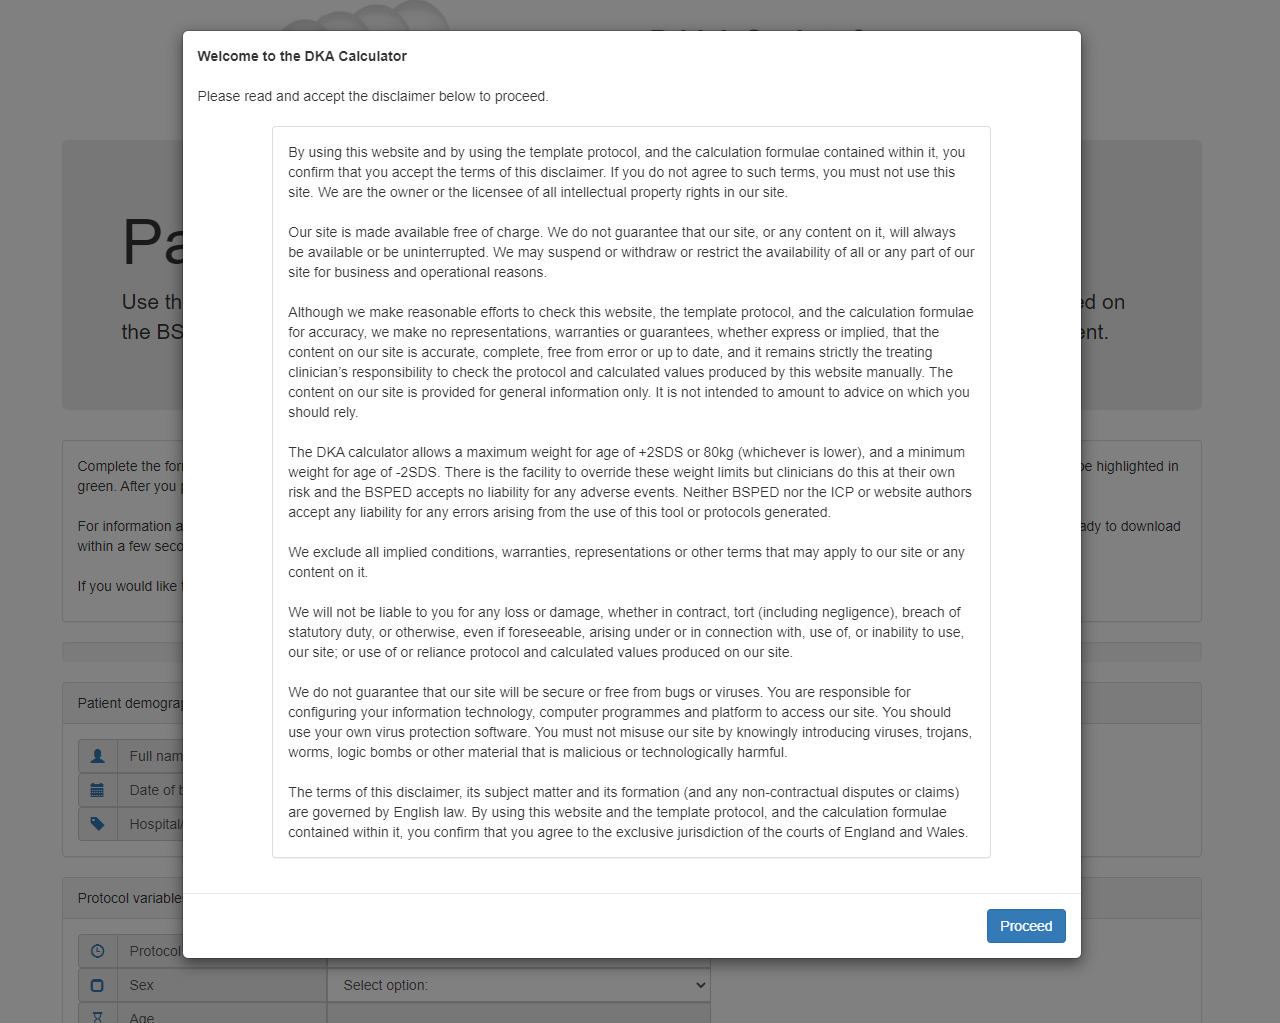 Welcome to the DKA Calculator
Please read and accept the disclaimer below to proceed.
By using this website and by using the template protocol, and the calculation formulae contained within it, you
confirm that you accept the terms of this disclaimer. If you do not agree to such terms, you must not use this
site. We are the owner or the licensee of all intellectual property rights in our site.
Our site is made available free of charge. We do not guarantee that our site, or any content on it, will always
be available or be uninterrupted. We may suspend or withdraw or restrict the availability of all or any part of our
site for business and operational reasons.
Although we make reasonable efforts to check this website, the template protocol, and the calculation formulae
for accuracy, we make no representations, warranties or guarantees, whether express or implied, that the
content on our site is accurate, complete, free from error or up to date, and it remains strictly the treating
clinician’s responsibility to check the protocol and calculated values produced by this website manually. The
content on our site is provided for general information only. It is not intended to amount to advice on which you
should rely.
The DKA calculator allows a maximum weight for age of +2SDS or 80kg (whichever is lower), and a minimum
weight for age of -2SDS. There is the facility to override these weight limits but clinicians do this at their own
risk and the BSPED accepts no liability for any adverse events. Neither BSPED nor the ICP or website authors
accept any liability for any errors arising from the use of this tool or protocols generated.
We exclude all implied conditions, warranties, representations or other terms that may apply to our site or any
content on it.
We will not be liable to you for any loss or damage, whether in contract, tort (including negligence), breach of
statutory duty, or otherwise, even if foreseeable, arising under or in connection with, use of, or inability to use,
our site; or use of or reliance protocol and calculated values produced on our site.
We do not guarantee that our site will be secure or free from bugs or viruses. You are responsible for
configuring your information technology, computer programmes and platform to access our site. You should
use your own virus protection software. You must not misuse our site by knowingly introducing viruses, trojans,
worms, logic bombs or other material that is malicious or technologically harmful.
The terms of this disclaimer, its subject matter and its formation (and any non-contractual disputes or claims)
are governed by English law. By using this website and the template protocol, and the calculation formulae
contained within it, you confirm that you agree to the exclusive jurisdiction of the courts of England and Wales.
Proceed
Pa
Use th
ed on
the BS
ent.
Complete the for
be highlighted in
green. After you
For information a
ady to download
within a few seco
If you would like
Patient demogra
Full nam
Date of b
Hospital/
Protocol variable
Protocol
Sex
Select option:
Age